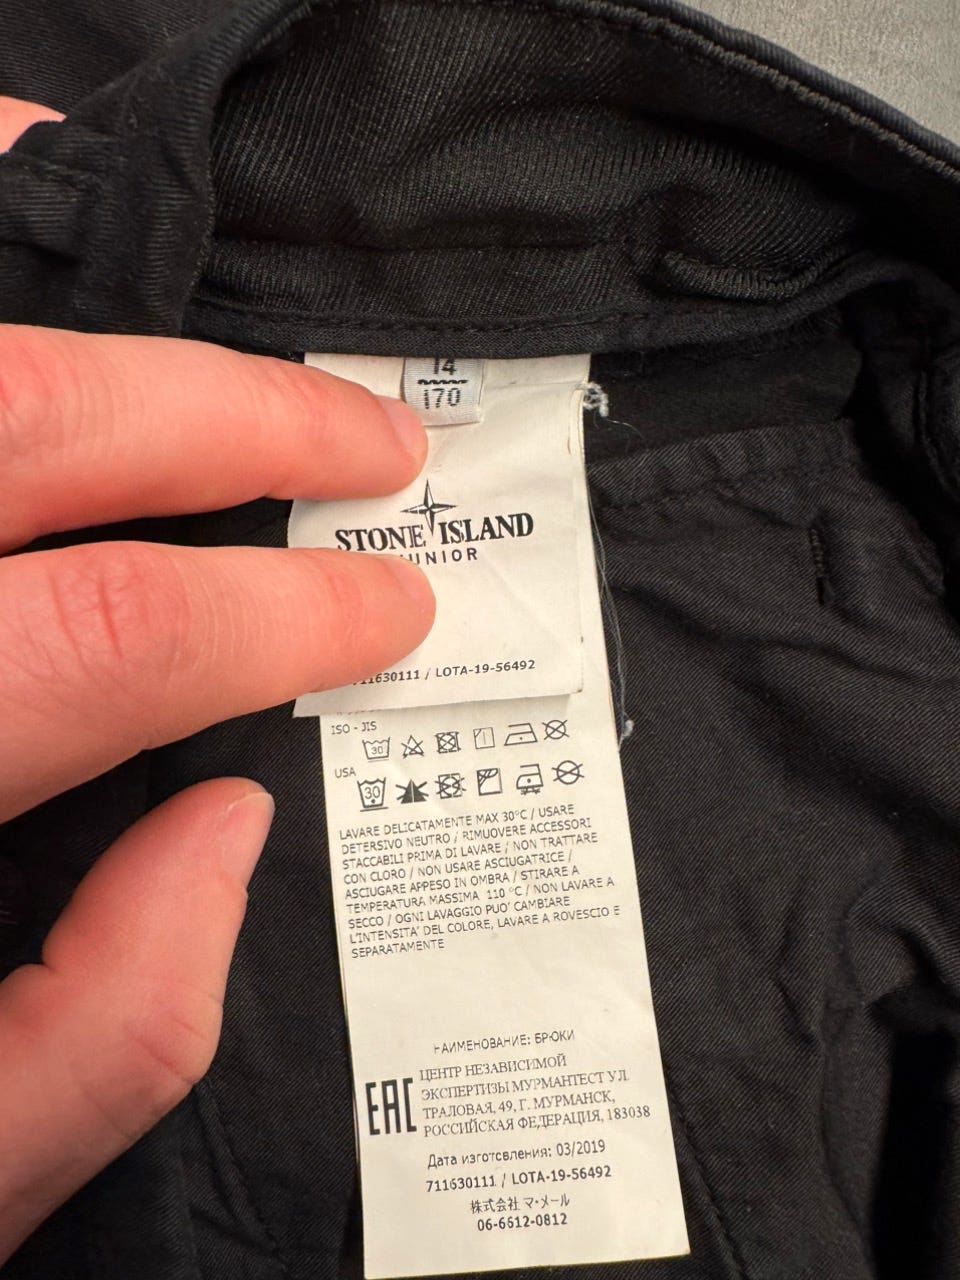 14
170
STONE ISLAND
JUNIOR
711630111 / LOTA-19-56492
ISO - JIS
30
USA
30
LAVARE DELICATAMENTE MAX 30°C / USARE
DETERSIVO NEUTRO / RIMUOVERE ACCESSORI
STACCABILI PRIMA DI LAVARE / NON TRATTARE
CON CLORO / NON USARE ASCIUGATRICE /
ASCIUGARE APPESO IN OMBRA / STIRARE A
TEMPERATURA MASSIMA 110 °C / NON LAVARE A
SECCO / OGNI LAVAGGIO PUO' CAMBIARE
L'INTENSITA' DEL COLORE, LAVARE A ROVESCIO E
SEPARATAMENTE
НАИМЕНОВАНИЕ: БРЮКИ
EAC
ЦЕНТР НЕЗАВИСИМОЙ
ЭКСПЕРТИЗЫ МУРМАНТЕСТ УЛ.
ТРАЛОВАЯ, 49, Г. МУРМАНСК,
РОССИЙСКАЯ ФЕДЕРАЦИЯ, 183038
Дата изготовления: 03/2019
711630111 / LOTA-19-56492
株式会社 マ・メール
06-6612-0812